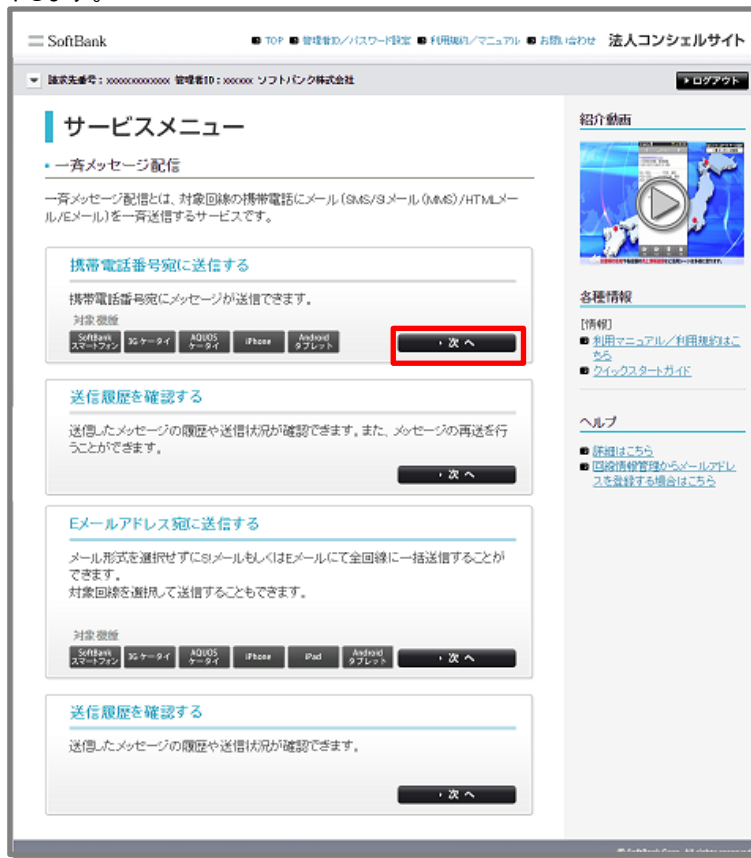 SoftBank
TOP 管理者ID/パスワード設定 利用規約/マニュアル お問い合わせ 法人コンシェルサイト
請求先番号:xxxxxxxxxxxx 管理者ID:xxxxxx ソフトバンク株式会社
ログアウト
サービスメニュー
一斉メッセージ配信
一斉メッセージ配信とは、対象回線の携帯電話にメール(SMS/S!メール(MMS)/HTMLメー
ル/Eメール)を一斉送信するサービスです。
携帯電話番号宛に送信する
携帯電話番号宛にメッセージが送信できます。
対象機種
SoftBank
スマートフォン
3G ケータイ
AQUOS
ケータイ
iPhone
Android
タブレット
次 へ
送信履歴を確認する
送信したメッセージの履歴や送信状況が確認できます。また、メッセージの再送を行
うことができます。
次 へ
Eメールアドレス宛に送信する
メール形式を選択せずにS!メールもしくはEメールにて全回線に一括送信することが
できます。
対象回線を選択して送信することもできます。
対象機種
SoftBank
スマートフォン
3G ケータイ
AQUOS
ケータイ
iPhone
iPad
Android
タブレット
次 へ
送信履歴を確認する
送信したメッセージの履歴や送信状況が確認できます。
次 へ
紹介動画
各種情報
[情報]
利用マニュアル/利用規約はこ
ちら
クイックスタートガイド
ヘルプ
詳細はこちら
回線情報管理からメールアドレ
スを登録する場合はこちら